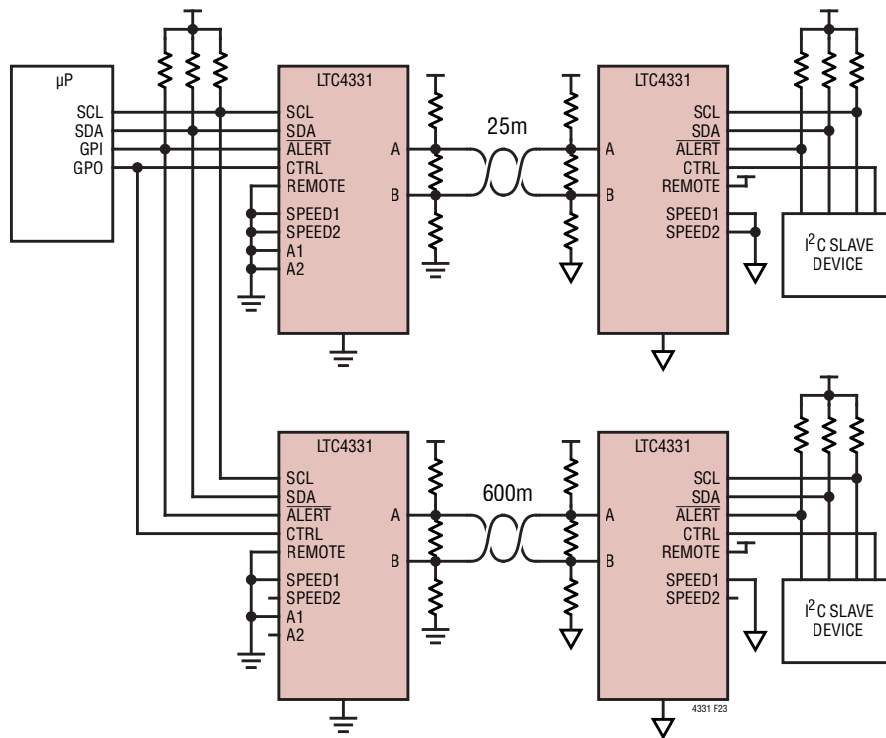 µP
SCL
SDA
GPI
GPO
LTC4331
SCL
SDA
ALERT
CTRL
REMOTE
SPEED1
SPEED2
A1
A2
A
B
25m
LTC4331
A
B
SCL
SDA
ALERT
CTRL
REMOTE
SPEED1
SPEED2
I²C SLAVE
DEVICE
LTC4331
SCL
SDA
ALERT
CTRL
REMOTE
SPEED1
SPEED2
A1
A2
A
B
600m
LTC4331
A
B
SCL
SDA
ALERT
CTRL
REMOTE
SPEED1
SPEED2
I²C SLAVE
DEVICE
4331 F23